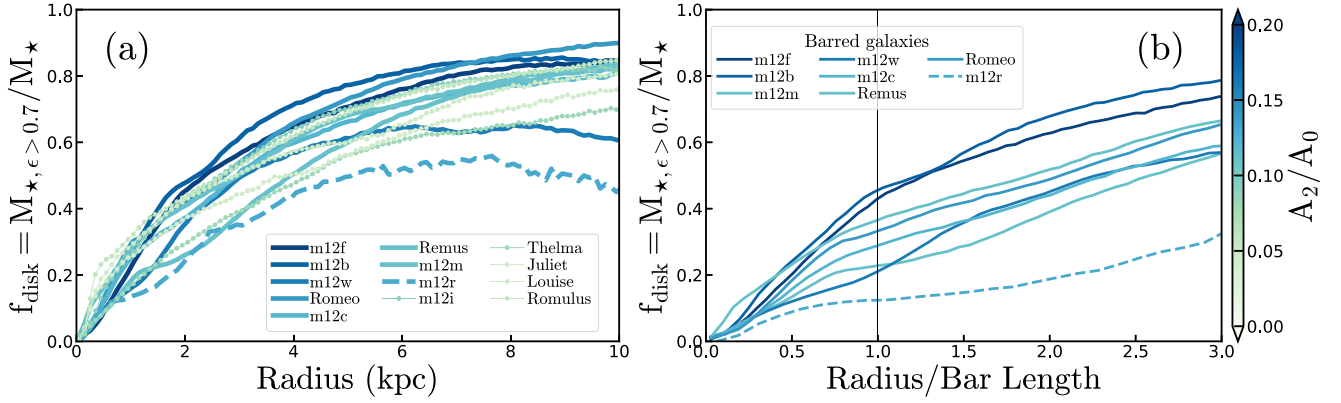 (a)
f_disk = M_⋆, ϵ > 0.7/M_⋆
1.0
0.8
0.6
0.4
0.2
0.0
0
2
4
6
8
10
Radius (kpc)
m12f
m12b
m12w
Romeo
m12c
Remus
m12m
m12r
m12i
Thelma
Juliet
Louise
Romulus
(b)
f_disk = M_⋆, ϵ > 0.7/M_⋆
1.0
0.8
0.6
0.4
0.2
0.0
0.0
0.5
1.0
1.5
2.0
2.5
3.0
Radius/Bar Length
Barred galaxies
m12f
m12b
m12m
m12w
m12c
Remus
Romeo
m12r
0.20
0.15
0.10
0.05
0.00
A_2/A_0